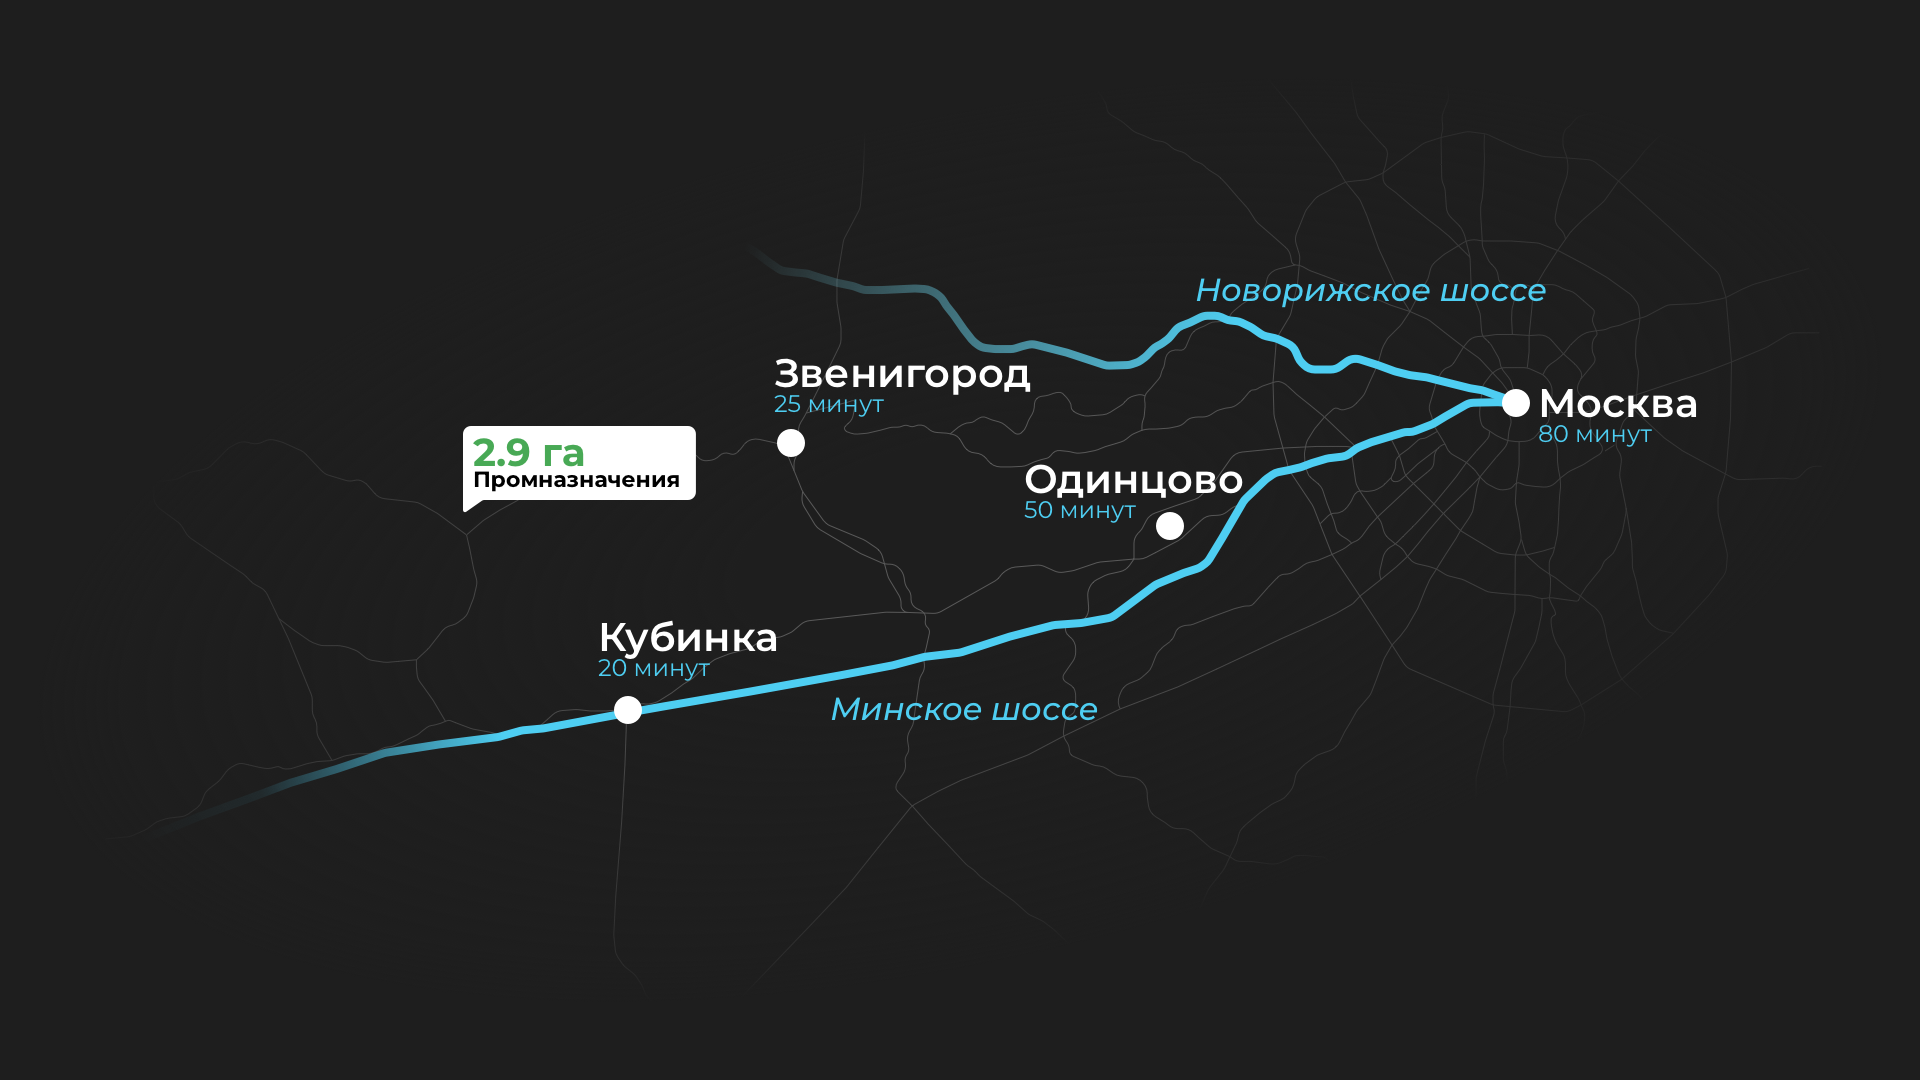 Новорижское шоссе
Звенигород
25 минут
Москва
80 минут
2.9 га
Промназначения
Одинцово
50 минут
Кубинка
20 минут
Минское шоссе